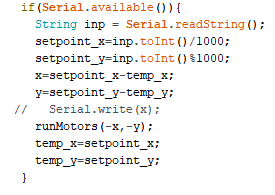 if(Serial.available()){
String inp = Serial.readString();
setpoint_x=inp.toInt()/1000;
setpoint_y=inp.toInt()%1000;
x=setpoint_x-temp_x;
y=setpoint_y-temp_y;
// Serial.write(x);
runMotors(-x,-y);
temp_x=setpoint_x;
temp_y=setpoint_y;
}